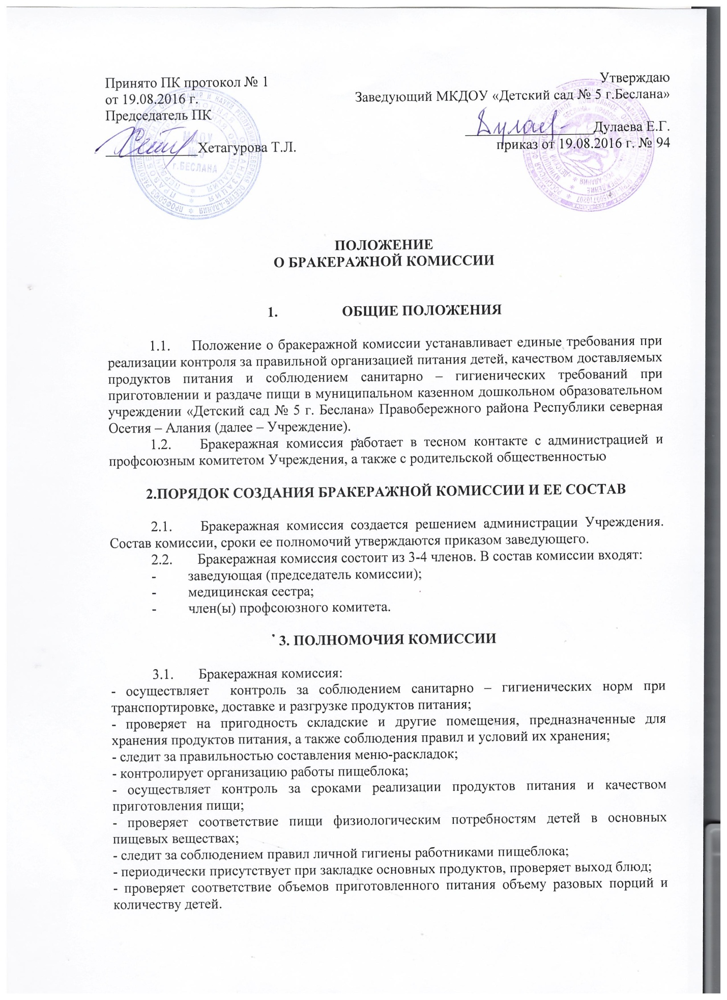 Принято ПК протокол № 1
от 19.08.2016 г.
Председатель ПК
Хетагурова Т.Л.
Утверждаю
Заведующий МКДОУ «Детский сад № 5 г.Беслана»
Дулаева Е.Г.
приказ от 19.08.2016 г. № 94
МДОУ
№5
г.БЕСЛАНА
ПОЛОЖЕНИЕ
О БРАКЕРАЖНОЙ КОМИССИИ
1. ОБЩИЕ ПОЛОЖЕНИЯ
1.1. Положение о бракеражной комиссии устанавливает единые требования при
реализации контроля за правильной организацией питания детей, качеством доставляемых
продуктов питания и соблюдением санитарно – гигиенических требований при
приготовлении и раздаче пищи в муниципальном казенном дошкольном образовательном
учреждении «Детский сад № 5 г. Беслана» Правобережного района Республики северная
Осетия – Алания (далее – Учреждение).
1.2. Бракеражная комиссия работает в тесном контакте с администрацией и
профсоюзным комитетом Учреждения, а также с родительской общественностью
2.ПОРЯДОК СОЗДАНИЯ БРАКЕРАЖНОЙ КОМИССИИ И ЕЕ СОСТАВ
2.1. Бракеражная комиссия создается решением администрации Учреждения.
Состав комиссии, сроки ее полномочий утверждаются приказом заведующего.
2.2. Бракеражная комиссия состоит из 3-4 членов. В состав комиссии входят:
- заведующая (председатель комиссии);
- медицинская сестра;
- член(ы) профсоюзного комитета.
3. ПОЛНОМОЧИЯ КОМИССИИ
3.1. Бракеражная комиссия:
- осуществляет контроль за соблюдением санитарно – гигиенических норм при
транспортировке, доставке и разгрузке продуктов питания;
- проверяет на пригодность складские и другие помещения, предназначенные для
хранения продуктов питания, а также соблюдения правил и условий их хранения;
- следит за правильностью составления меню-раскладок;
- контролирует организацию работы пищеблока;
- осуществляет контроль за сроками реализации продуктов питания и качеством
приготовления пищи;
- проверяет соответствие пищи физиологическим потребностям детей в основных
пищевых веществах;
- следит за соблюдением правил личной гигиены работниками пищеблока;
- периодически присутствует при закладке основных продуктов, проверяет выход блюд;
- проверяет соответствие объемов приготовленного питания объему разовых порций и
количеству детей.